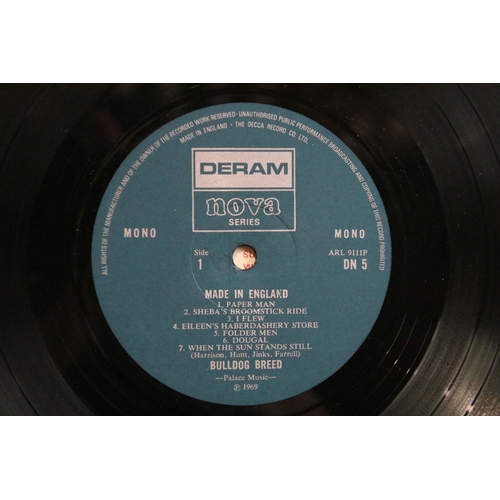 ALL RIGHTS OF THE MANUFACTURER AND OF THE OWNER OF THE RECORDED WORK RESERVED · UNAUTHORISED PUBLIC PERFORMANCE BROADCASTING AND COPYING OF THIS RECORD PROHIBITED
MADE IN ENGLAND · THE DECCA RECORD CO. LTD.
DERAM
nova
SERIES
MONO
MONO
Side
1
ARL 9111P
DN 5
MADE IN ENGLAND
1. PAPER MAN
2. SHEBA'S BROOMSTICK RIDE
3. I FLEW
4. EILEEN'S HABERDASHERY STORE
5. FOLDER MEN
6. DOUGAL
7. WHEN THE SUN STANDS STILL
(Harrison, Hunt, Jinks, Farrell)
BULLDOG BREED
—Palace Music—
℗ 1969